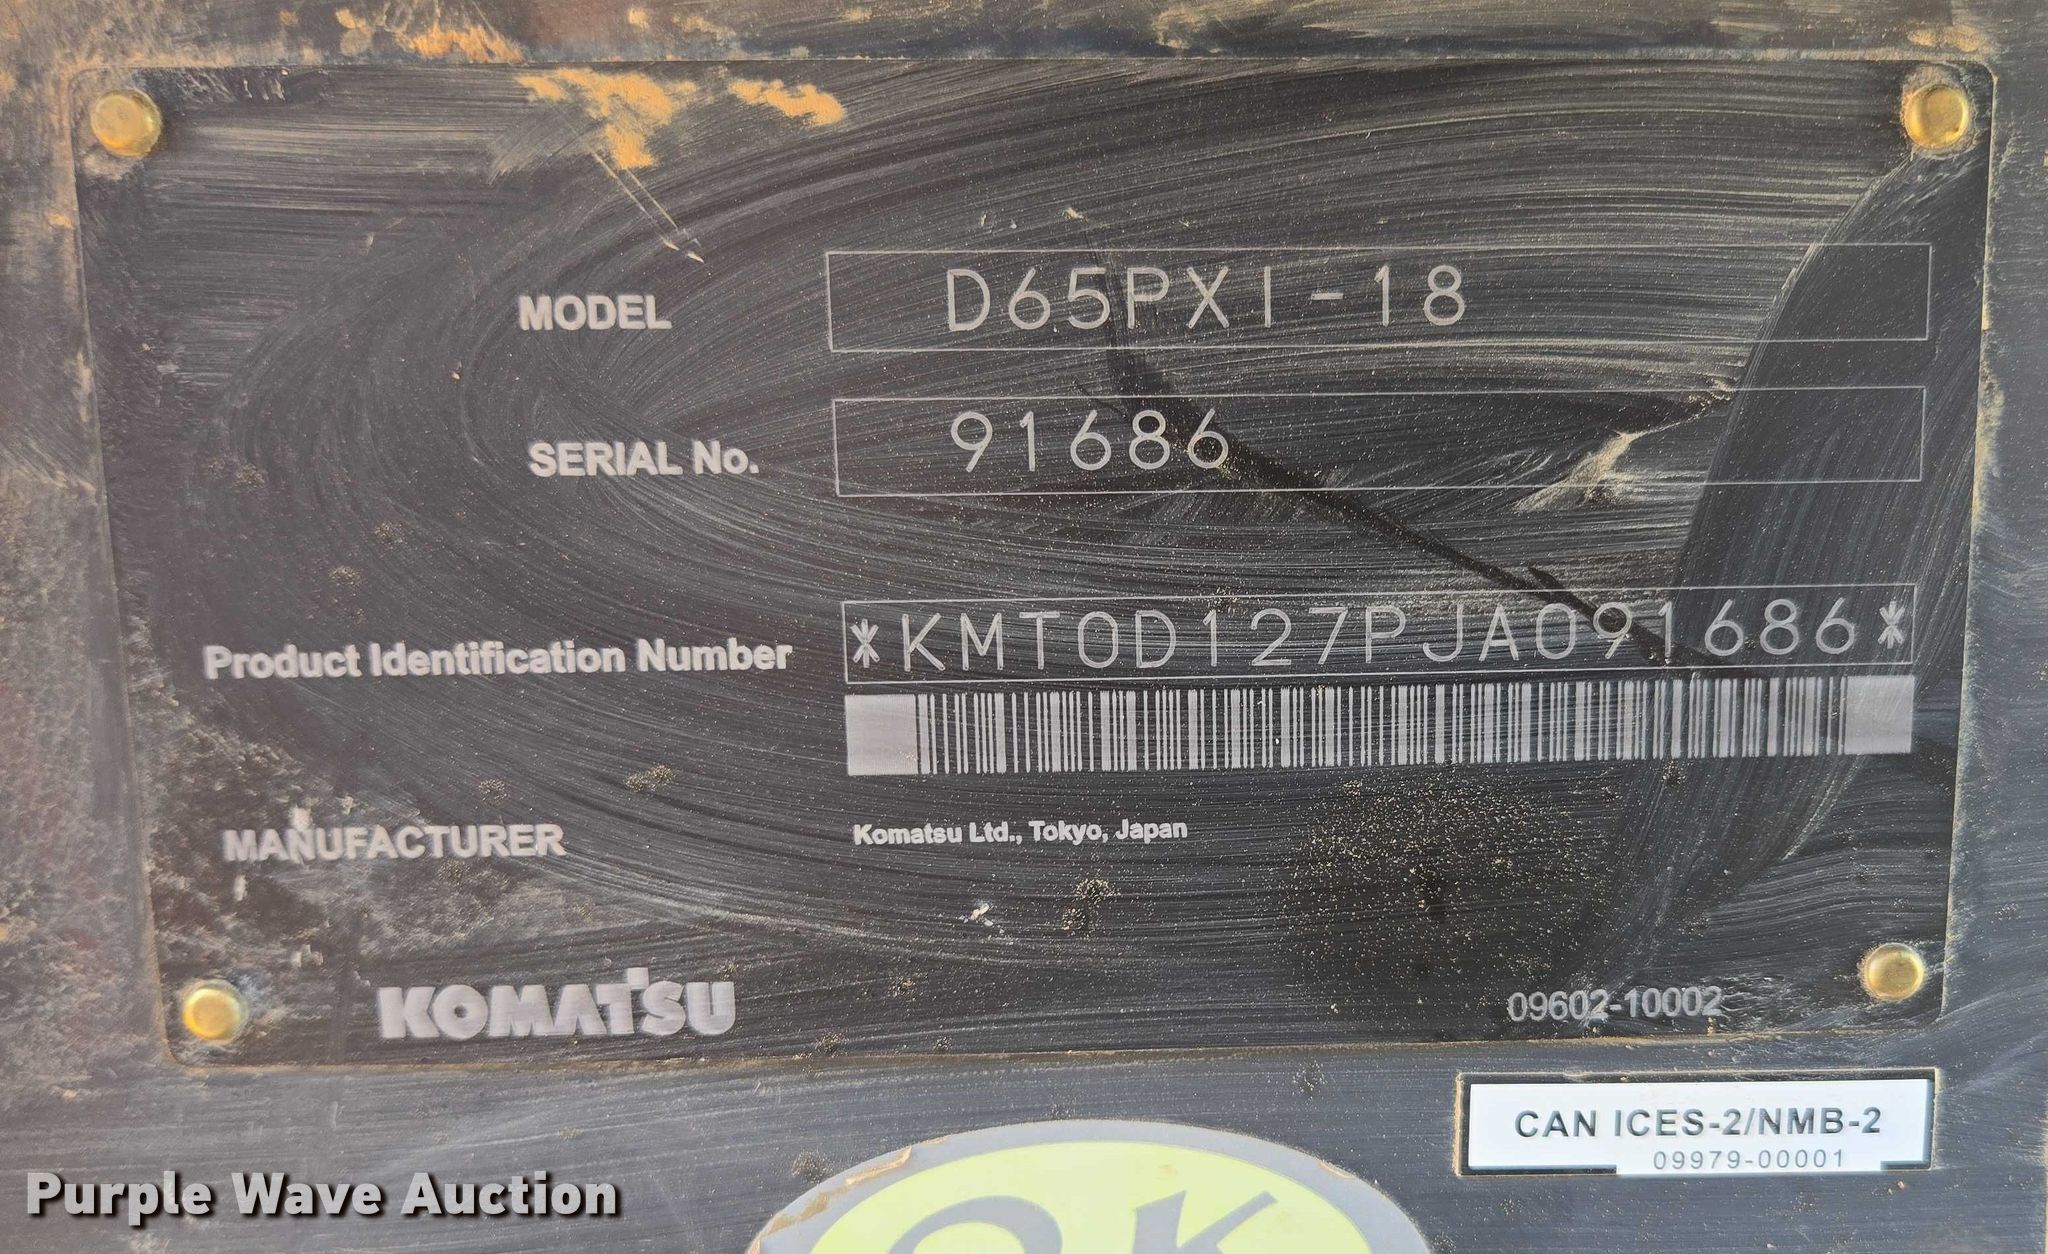 MODEL D65PXI-18
SERIAL No. 91686
Product Identification Number *KMT0D127PJA091686*
MANUFACTURER Komatsu Ltd., Tokyo, Japan
KOMATSU 09602-10002
CAN ICES-2/NMB-2
09979-00001
OK
Purple Wave Auction